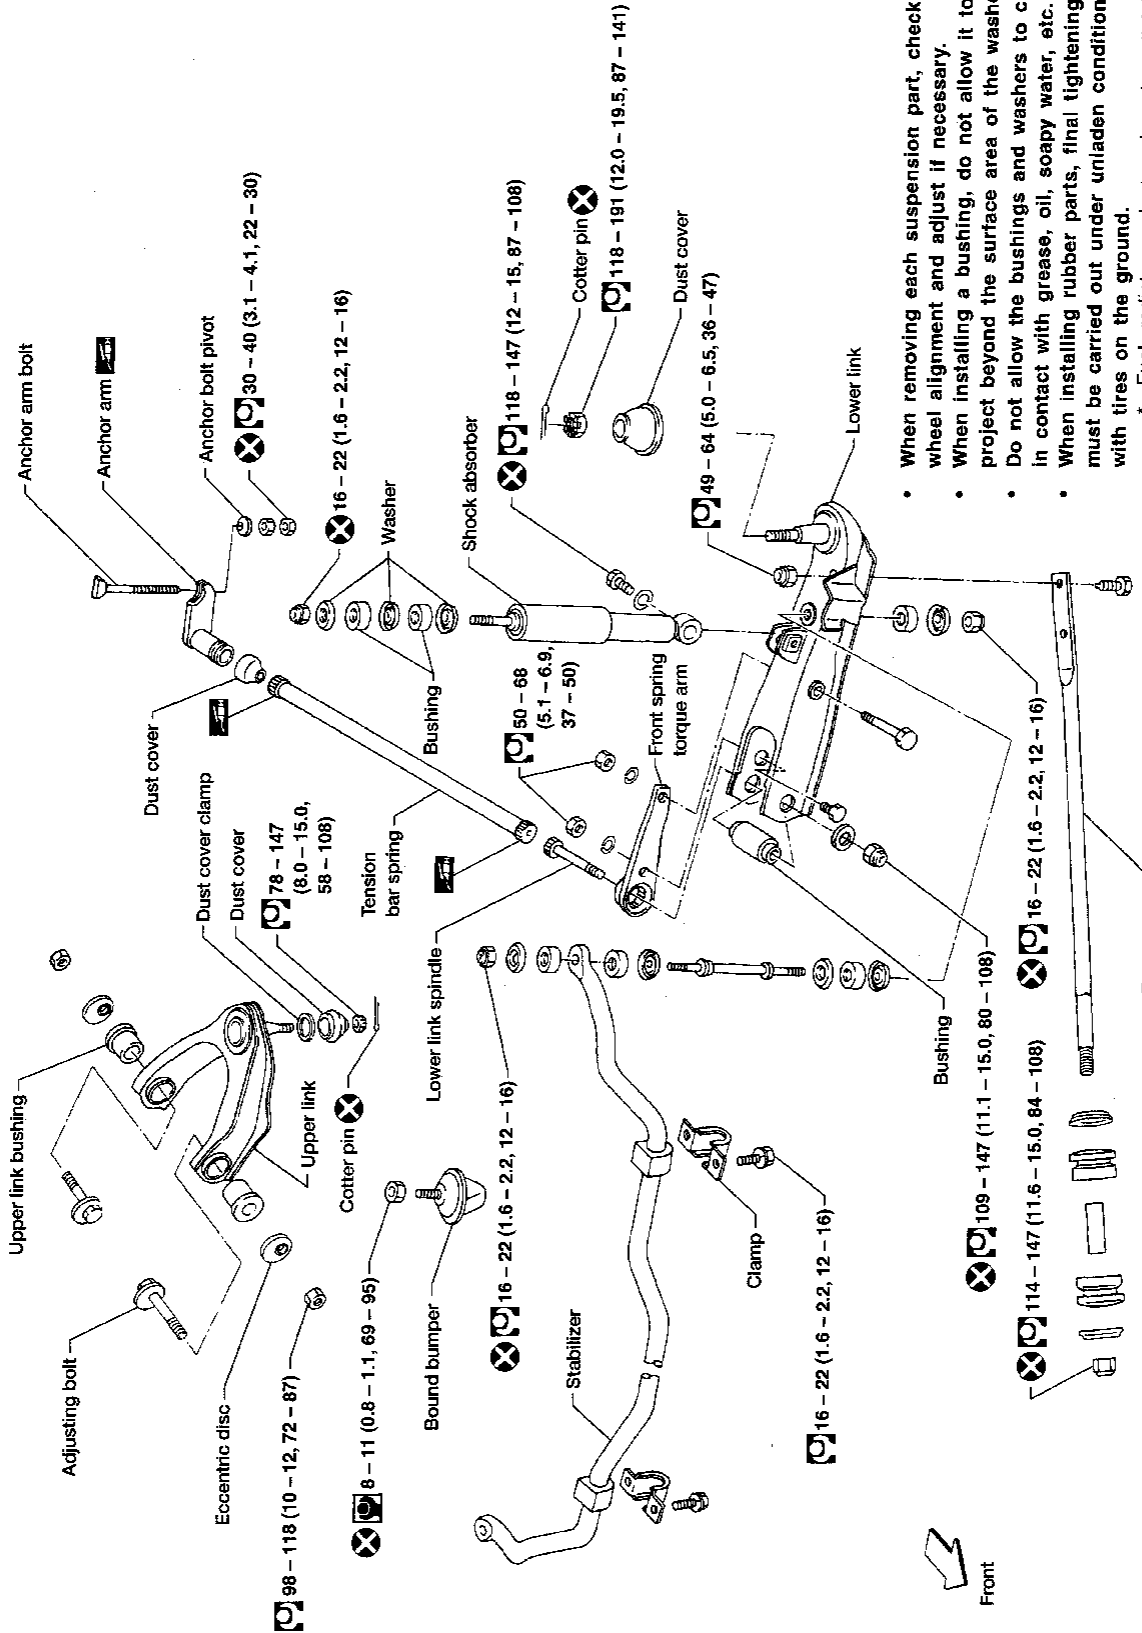 Anchor arm bolt
Anchor arm
Anchor bolt pivot
30 – 40 (3.1 – 4.1, 22 – 30)
16 – 22 (1.6 – 2.2, 12 – 16)
Washer
Shock absorber
118 – 147 (12 – 15, 87 – 108)
Cotter pin
118 – 191 (12.0 – 19.5, 87 – 141)
Dust cover
49 – 64 (5.0 – 6.5, 36 – 47)
Lower link
Dust cover
Bushing
50 – 68
(5.1 – 6.9,
37 – 50)
Front spring
torque arm
Dust cover clamp
Dust cover
78 – 147
(8.0 – 15.0,
58 – 108)
Tension
bar spring
Lower link spindle
16 – 22 (1.6 – 2.2, 12 – 16)
Bushing
109 – 147 (11.1 – 15.0, 80 – 108)
16 – 22 (1.6 – 2.2, 12 – 16)
114 – 147 (11.6 – 15.0, 84 – 108)
Upper link bushing
Upper link
Cotter pin
Adjusting bolt
Eccentric disc
98 – 118 (10 – 12, 72 – 87)
8 – 11 (0.8 – 1.1, 69 – 95)
Bound bumper
Stabilizer
Clamp
16 – 22 (1.6 – 2.2, 12 – 16)
Front
• When removing each suspension part, check
wheel alignment and adjust if necessary.
• When installing a bushing, do not allow it to
project beyond the surface area of the
• Do not allow the bushings and washers to
in contact with grease, oil, soapy water, etc.
• When installing rubber parts, final tightening
must be carried out under unladen condition
with tires on the ground.